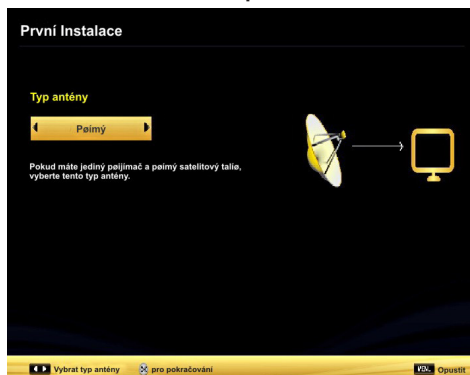 První Instalace
Typ antény
Pøímý
Pokud máte jediný pøijímač a pøímý satelitový talíø,
vyberte tento typ antény.
Vybrat typ antény pro pokračování MENU Opustit